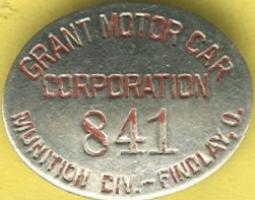 GRANT MOTOR CAR
CORPORATION
841
MUNITION DIV.-FINDLAY, O.